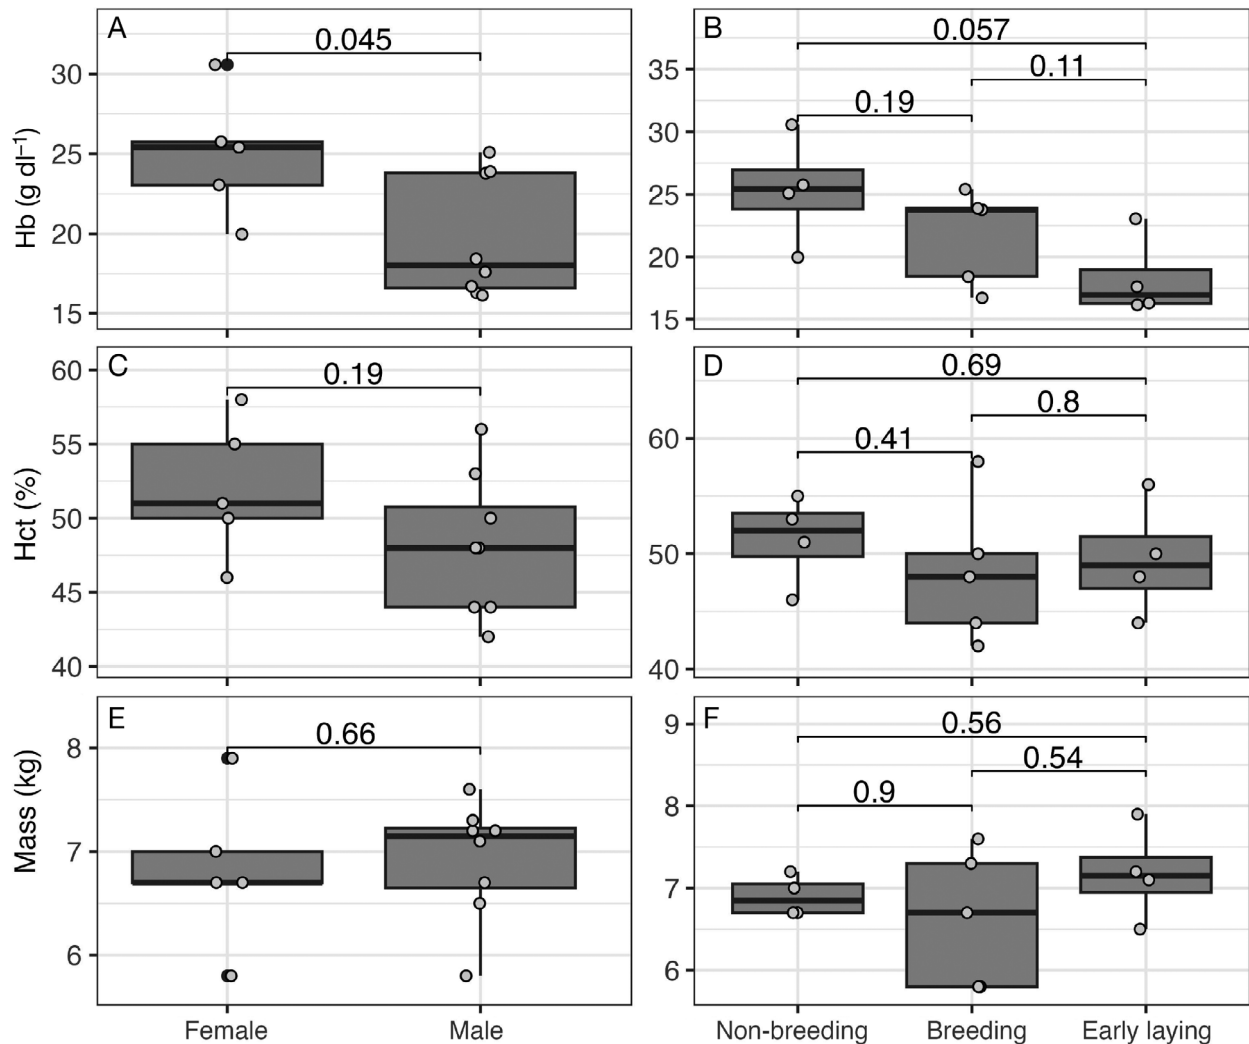 A
0.045
Hb (g dl⁻¹)
30
25
20
15
B
0.057
0.11
0.19
35
30
25
20
15
C
0.19
Hct (%)
60
55
50
45
40
D
0.69
0.8
0.41
60
50
40
E
0.66
Mass (kg)
8
7
6
Female
Male
F
0.56
0.54
0.9
9
8
7
6
Non-breeding
Breeding
Early laying